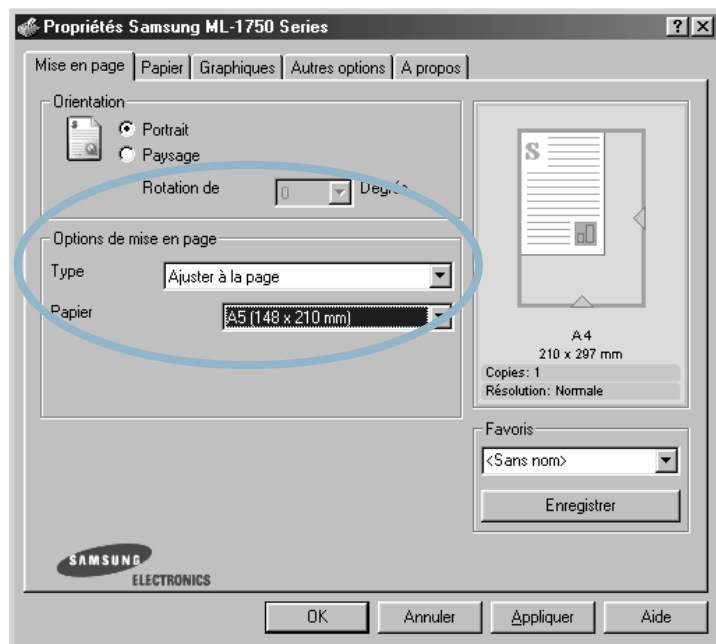 Propriétés Samsung ML-1750 Series
Mise en page Papier Graphiques Autres options A propos
Orientation
Portrait
Paysage
Rotation de 0 Degrés
Options de mise en page
Type Ajuster à la page
Papier A5 (148 x 210 mm)
S
A4
210 x 297 mm
Copies: 1
Résolution: Normale
Favoris
<Sans nom>
Enregistrer
SAMSUNG
ELECTRONICS
OK Annuler Appliquer Aide